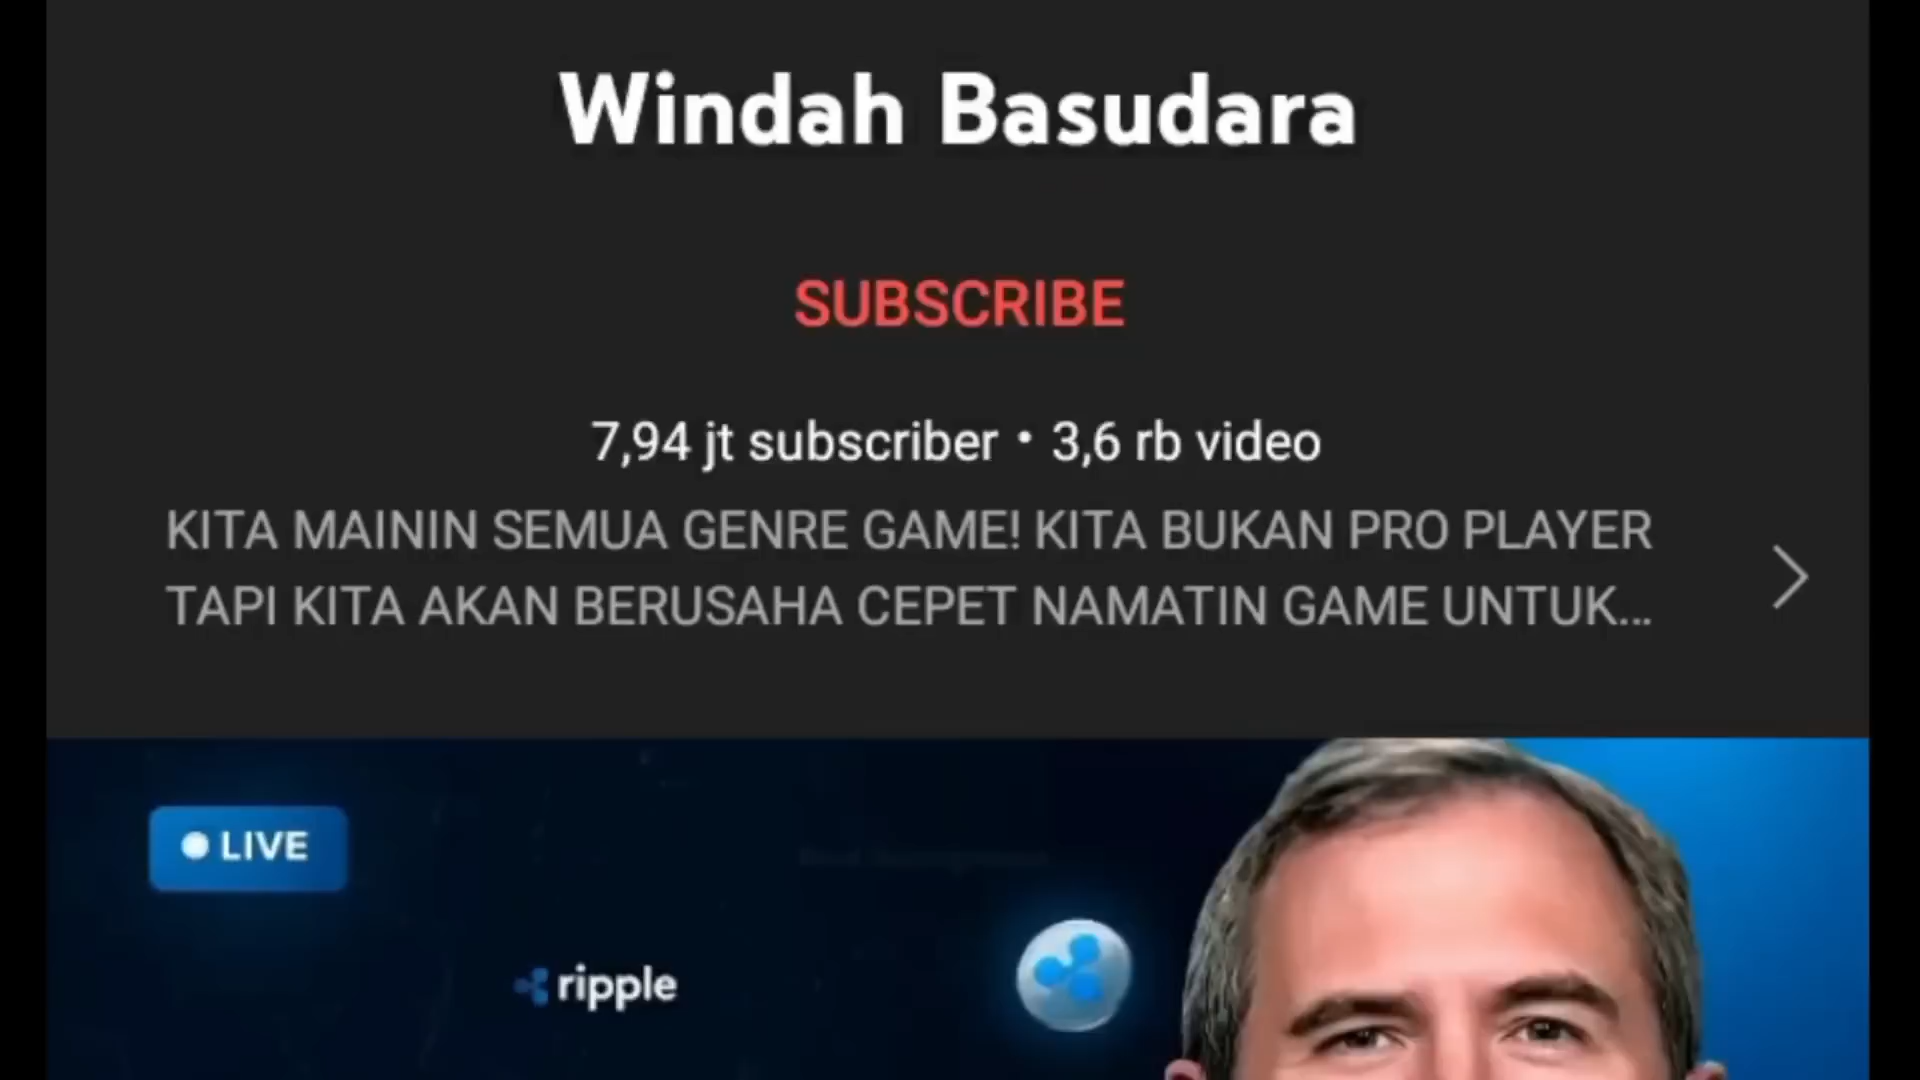 Windah Basudara
SUBSCRIBE
7,94 jt subscriber • 3,6 rb video
KITA MAININ SEMUA GENRE GAME! KITA BUKAN PRO PLAYER
TAPI KITA AKAN BERUSAHA CEPET NAMATIN GAME UNTUK...
LIVE
ripple